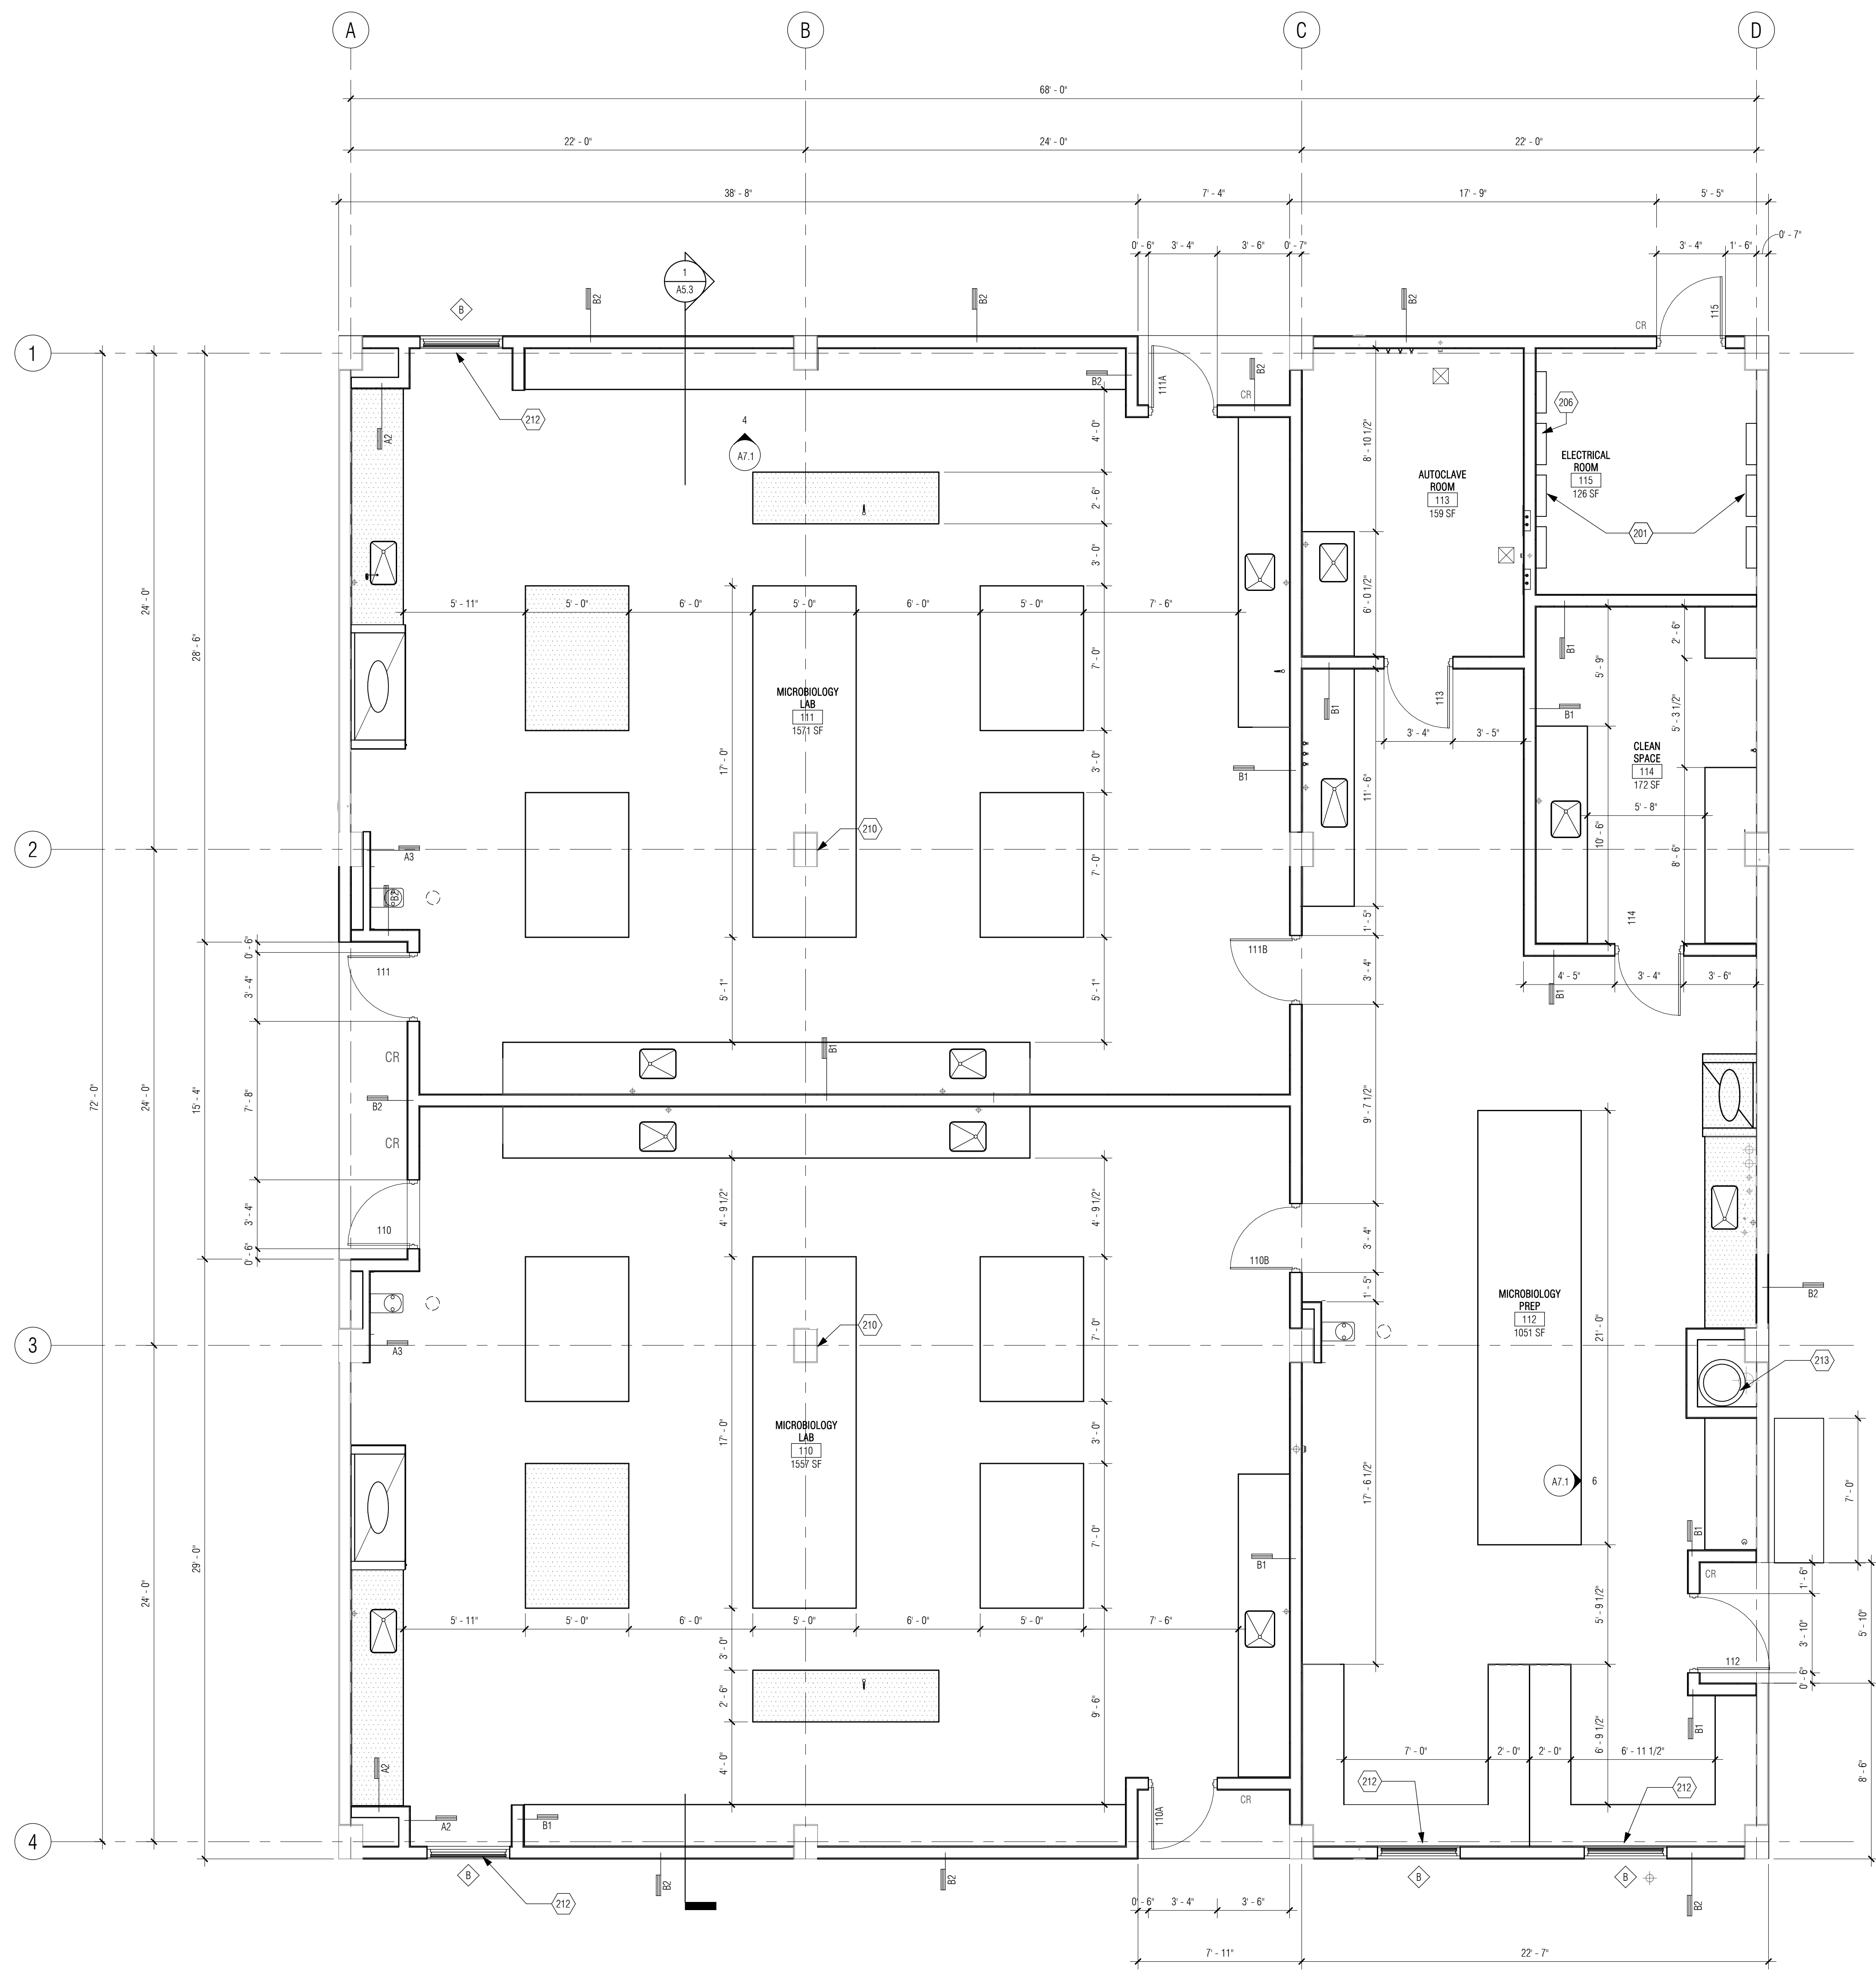 A
B
C
D
68' - 0"
22' - 0"
24' - 0"
22' - 0"
38' - 8"
7' - 4"
17' - 9"
5' - 5"
0' - 6"
3' - 4"
3' - 6"
0' - 7"
3' - 4"
1' - 6"
0' - 7"
1
A5.3
B
B2
B2
B2
115
CR
1
B2
111A
B2
CR
212
A2
4
A7.1
4' - 0"
2' - 6"
3' - 0"
8' - 10 1/2"
206
ELECTRICAL
ROOM
115
126 SF
AUTOCLAVE
ROOM
113
159 SF
201
24' - 0"
28' - 6"
5' - 11"
5' - 0"
6' - 0"
5' - 0"
6' - 0"
5' - 0"
7' - 6"
6' - 0 1/2"
7' - 0"
B1
2' - 6"
5' - 9"
MICROBIOLOGY
LAB
111
1571 SF
B1
113
B1
5' - 3 1/2"
3' - 4"
3' - 5"
CLEAN
SPACE
114
172 SF
17' - 0"
3' - 0"
B1
11' - 6"
5' - 8"
10' - 6"
2
210
A3
B2
7' - 0"
8' - 6"
114
1' - 5"
0' - 6"
111
111B
3' - 4"
3' - 4"
4' - 5"
3' - 4"
3' - 6"
5' - 1"
5' - 1"
B1
B1
CR
72' - 0"
24' - 0"
15' - 4"
7' - 8"
B2
9' - 7 1/2"
CR
3' - 4"
4' - 9 1/2"
4' - 9 1/2"
110
3' - 4"
110B
0' - 6"
1' - 5"
B2
MICROBIOLOGY
PREP
112
1051 SF
3
A3
210
7' - 0"
21' - 0"
213
MICROBIOLOGY
LAB
110
1557 SF
17' - 0"
3' - 0"
17' - 6 1/2"
A7.1
6
7' - 0"
7' - 0"
B1
B1
CR
24' - 0"
29' - 0"
5' - 11"
5' - 0"
6' - 0"
5' - 0"
6' - 0"
5' - 0"
7' - 6"
5' - 9 1/2"
1' - 6"
3' - 10"
5' - 10"
3' - 0"
112
0' - 6"
2' - 6"
9' - 6"
B1
4' - 0"
A2
7' - 0"
2' - 0"
2' - 0"
6' - 11 1/2"
6' - 9 1/2"
212
212
8' - 6"
110A
CR
A2
B1
4
B
212
B2
B2
B
B
B2
0' - 6"
3' - 4"
3' - 6"
7' - 11"
22' - 7"